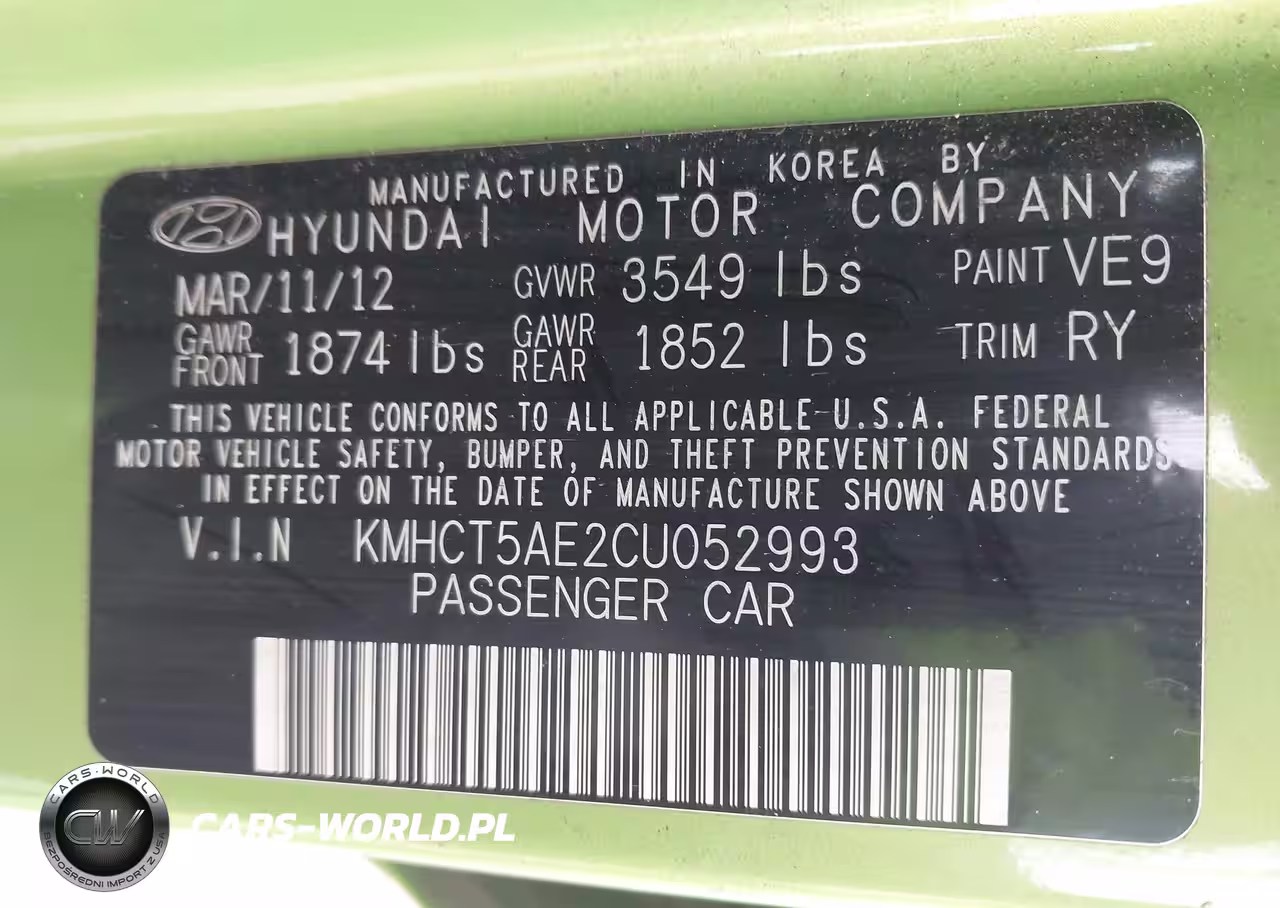 MANUFACTURED IN KOREA BY
HYUNDAI MOTOR COMPANY
MAR/11/12 GVWR 3549 lbs PAINT VE9
GAWR FRONT 1874 lbs GAWR REAR 1852 lbs TRIM RY
THIS VEHICLE CONFORMS TO ALL APPLICABLE U.S.A. FEDERAL
MOTOR VEHICLE SAFETY, BUMPER, AND THEFT PREVENTION STANDARDS
IN EFFECT ON THE DATE OF MANUFACTURE SHOWN ABOVE
V.I.N KMHCT5AE2CU052993
PASSENGER CAR
CARS-WORLD
CW
BEZPOŚREDNI IMPORT Z USA
CARS-WORLD.PL